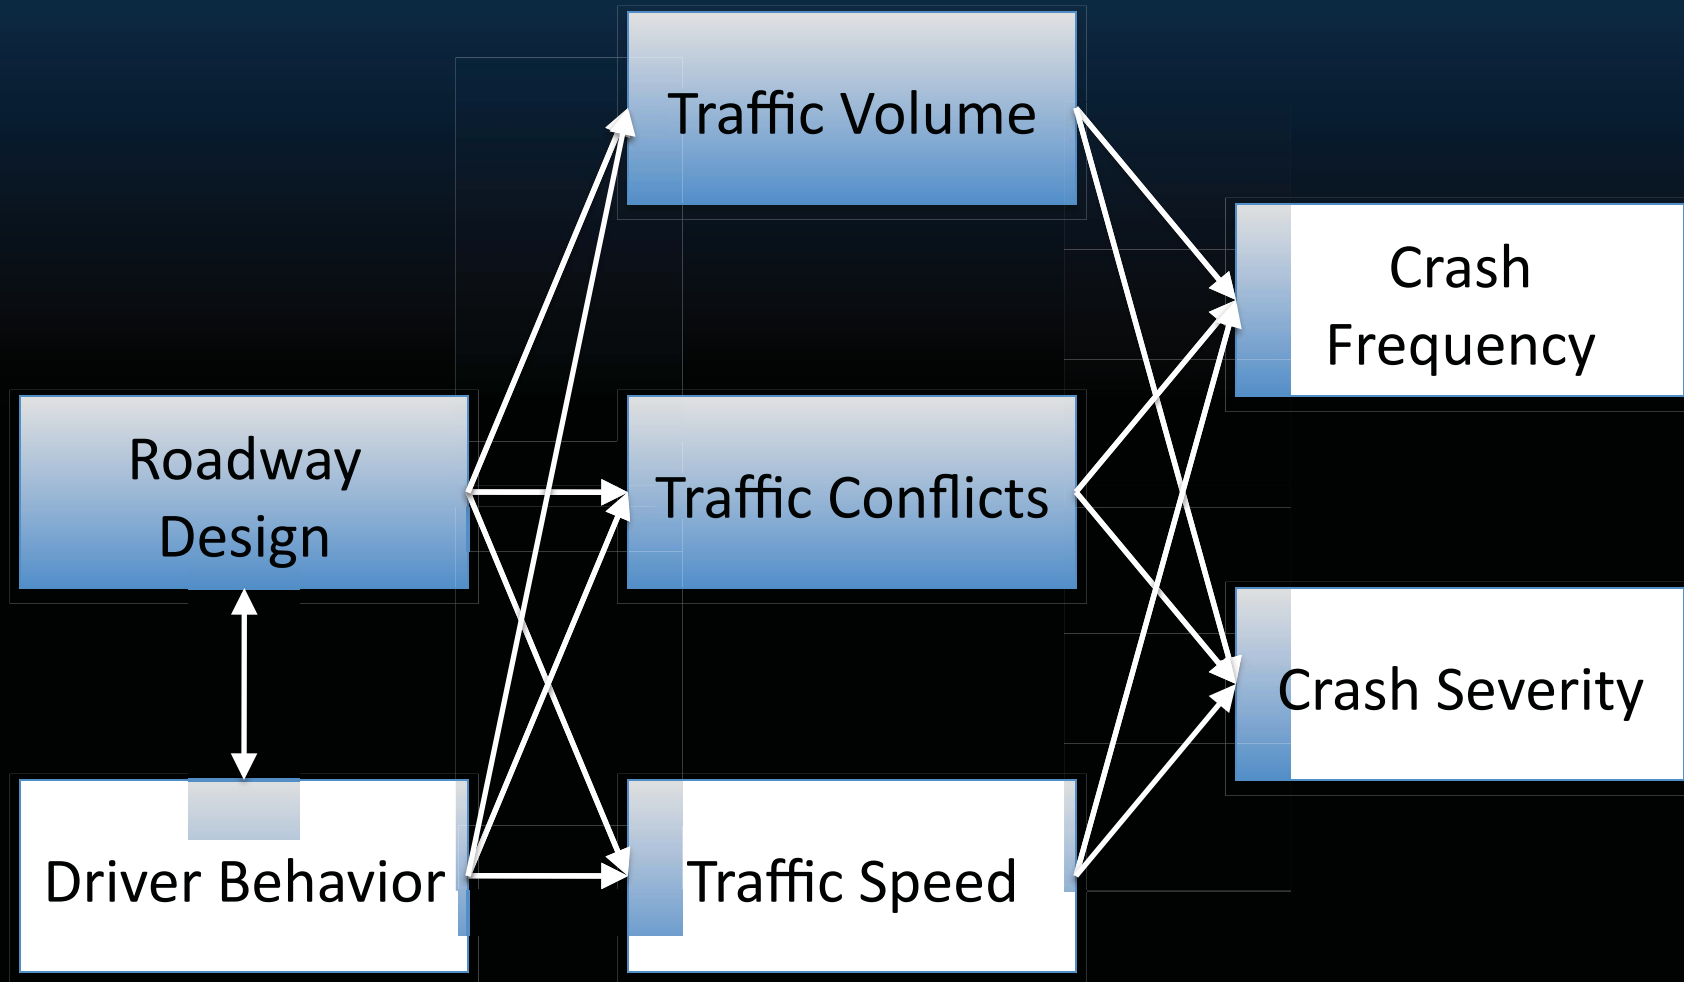 Traffic Volume
Crash
Frequency
Roadway
Design
Traffic Conflicts
Crash Severity
Driver Behavior
Traffic Speed